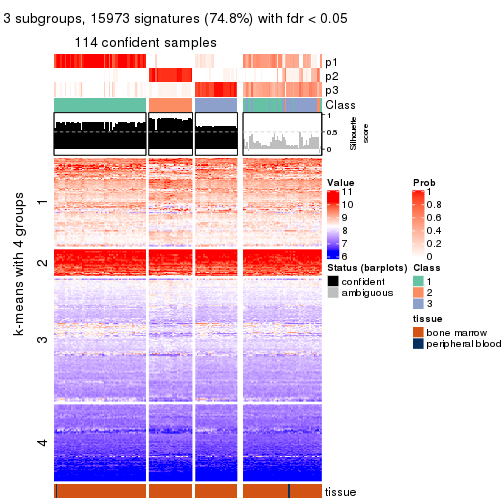 3 subgroups, 15973 signatures (74.8%) with fdr < 0.05
114 confident samples
p1
p2
p3
Class
1
0.5
0
Silhouette
score
k-means with 4 groups
1
2
3
4
Value
11
10
9
8
7
6
Prob
1
0.8
0.6
0.4
0.2
0
Status (barplots)
confident
ambiguous
Class
1
2
3
tissue
bone marrow
peripheral blood
tissue